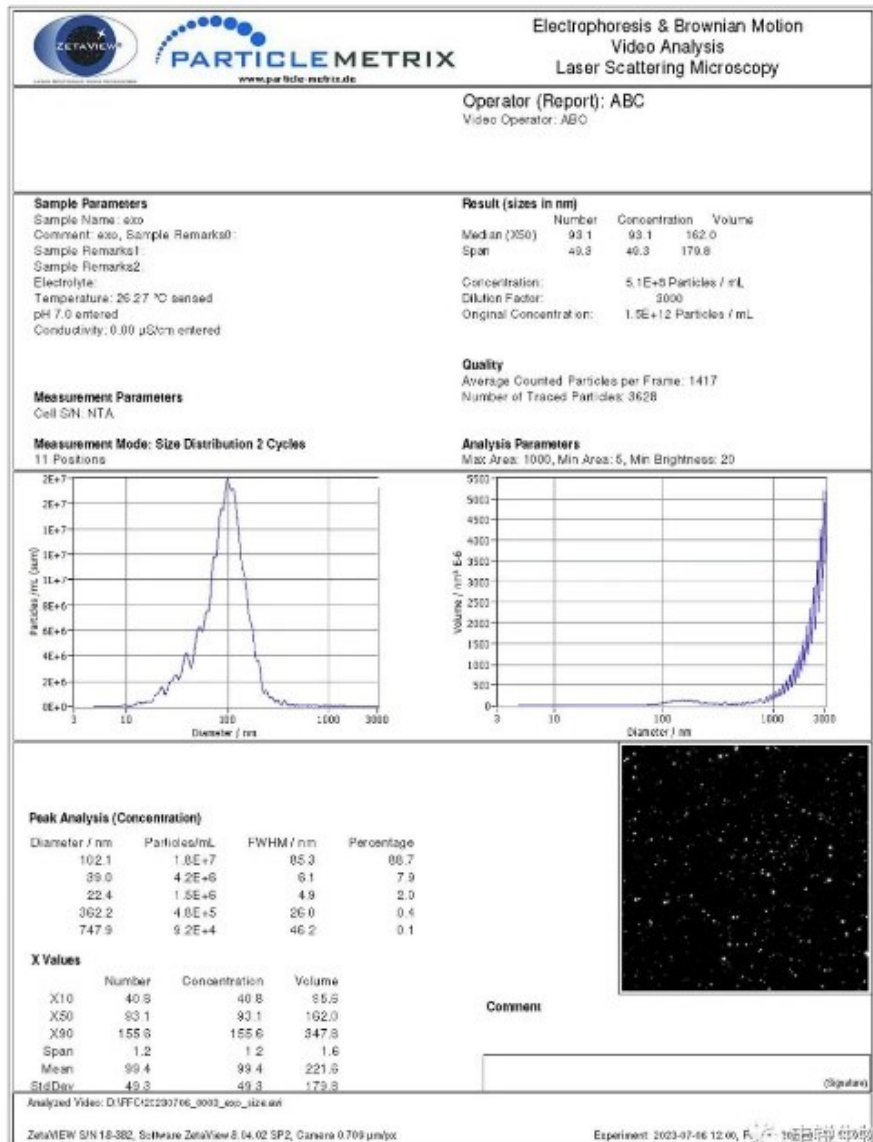 ZETAVIEW®
PARTICLEMETRIX
www.particle-metrix.de
Electrophoresis & Brownian Motion
Video Analysis
Laser Scattering Microscopy
Operator (Report): ABC
Video Operator: ABC
Sample Parameters
Sample Name: exo
Comment: exo, Sample Remarks0:
Sample Remarks1:
Sample Remarks2:
Electrolyte:
Temperature: 26.27 °C sensed
pH 7.0 entered
Conductivity: 0.00 µS/cm entered
Measurement Parameters
Cell S/N: NTA
Measurement Mode: Size Distribution 2 Cycles
11 Positions
Result (sizes in nm)
Number Concentration Volume
Median (X50) 93.1 93.1 162.0
Span 49.3 49.3 179.8
Concentration: 5.1E+8 Particles / mL
Dilution Factor: 3000
Original Concentration: 1.5E+12 Particles / mL
Quality
Average Counted Particles per Frame: 1417
Number of Traced Particles: 3628
Analysis Parameters
Max Area: 1000, Min Area: 5, Min Brightness: 20
Particles/mL (sum)
2E+7
2E+7
1E+7
1E+7
1E+7
8E+6
6E+6
4E+6
2E+6
0E+0
3 10 100 1000 3000
Diameter / nm
Volume / nm³ E-6
5500
5000
4500
4000
3500
3000
2500
2000
1500
1000
500
0
3 10 100 1000 3000
Diameter / nm
Peak Analysis (Concentration)
Diameter / nm Particles/mL FWHM / nm Percentage
102.1 1.8E+7 85.3 88.7
39.0 4.2E+6 6.1 7.9
22.4 1.5E+6 4.9 2.0
362.2 4.8E+5 26.0 0.4
747.9 9.2E+4 46.2 0.1
X Values
Number Concentration Volume
X10 40.8 40.8 95.6
X50 93.1 93.1 162.0
X90 155.6 155.6 347.8
Span 1.2 1.2 1.6
Mean 99.4 99.4 221.6
StdDev 49.3 49.3 179.8
Comment
(Signature)
Analyzed Video: D:\FFC\20230706_0003_exo_size.avi
ZetaVIEW S/N 18-382, Software ZetaView 8.04.02 SP2, Camera 0.709 µm/px
Experiment: 2023-07-06 12:00,